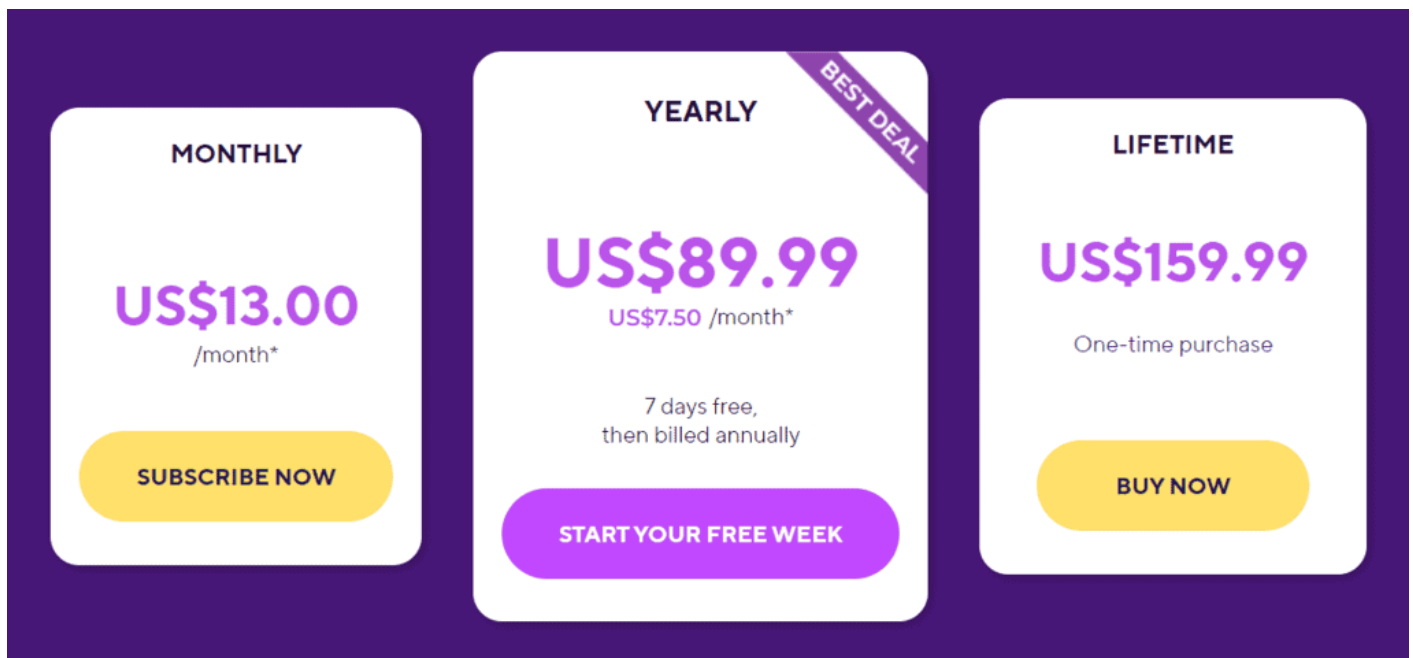 MONTHLY
US$13.00
/month*
SUBSCRIBE NOW
BEST DEAL
YEARLY
US$89.99
US$7.50 /month*
7 days free,
then billed annually
START YOUR FREE WEEK
LIFETIME
US$159.99
One-time purchase
BUY NOW